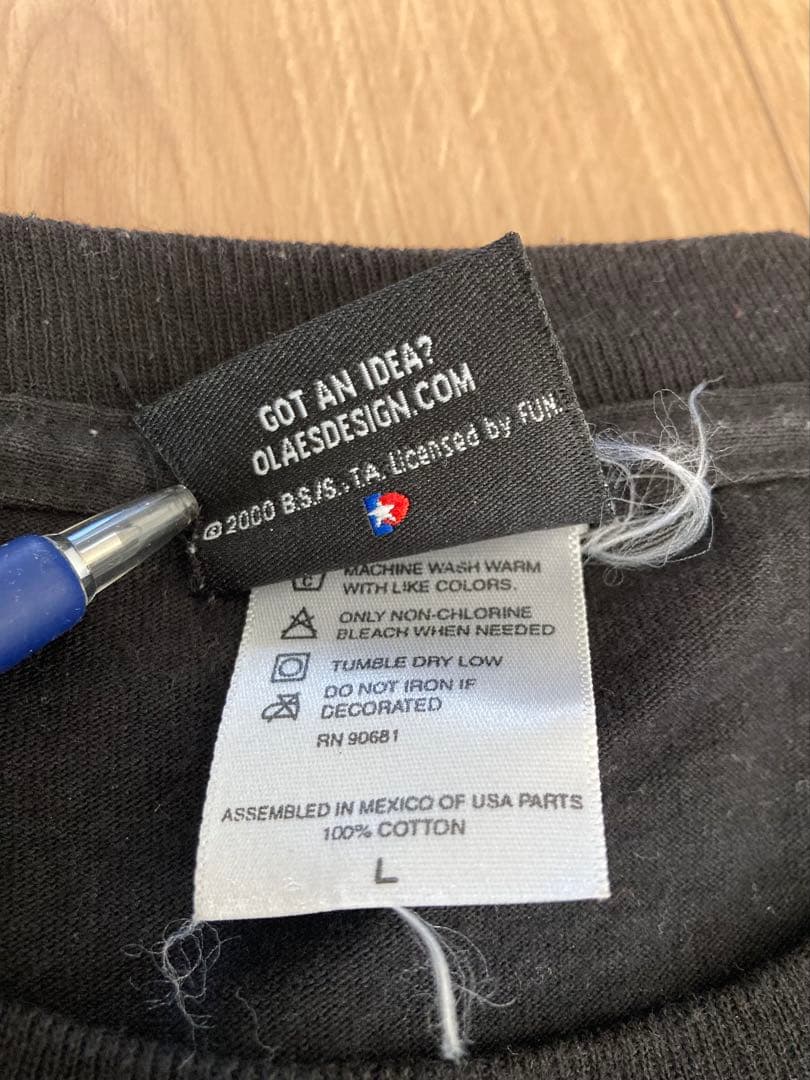 GOT AN IDEA?
OLAESDESIGN.COM
©2000 B.S./S., T.A. Licensed by FUN.
C
MACHINE WASH WARM
WITH LIKE COLORS.
ONLY NON-CHLORINE
BLEACH WHEN NEEDED
TUMBLE DRY LOW
DO NOT IRON IF
DECORATED
RN 90681
ASSEMBLED IN MEXICO OF USA PARTS
100% COTTON
L